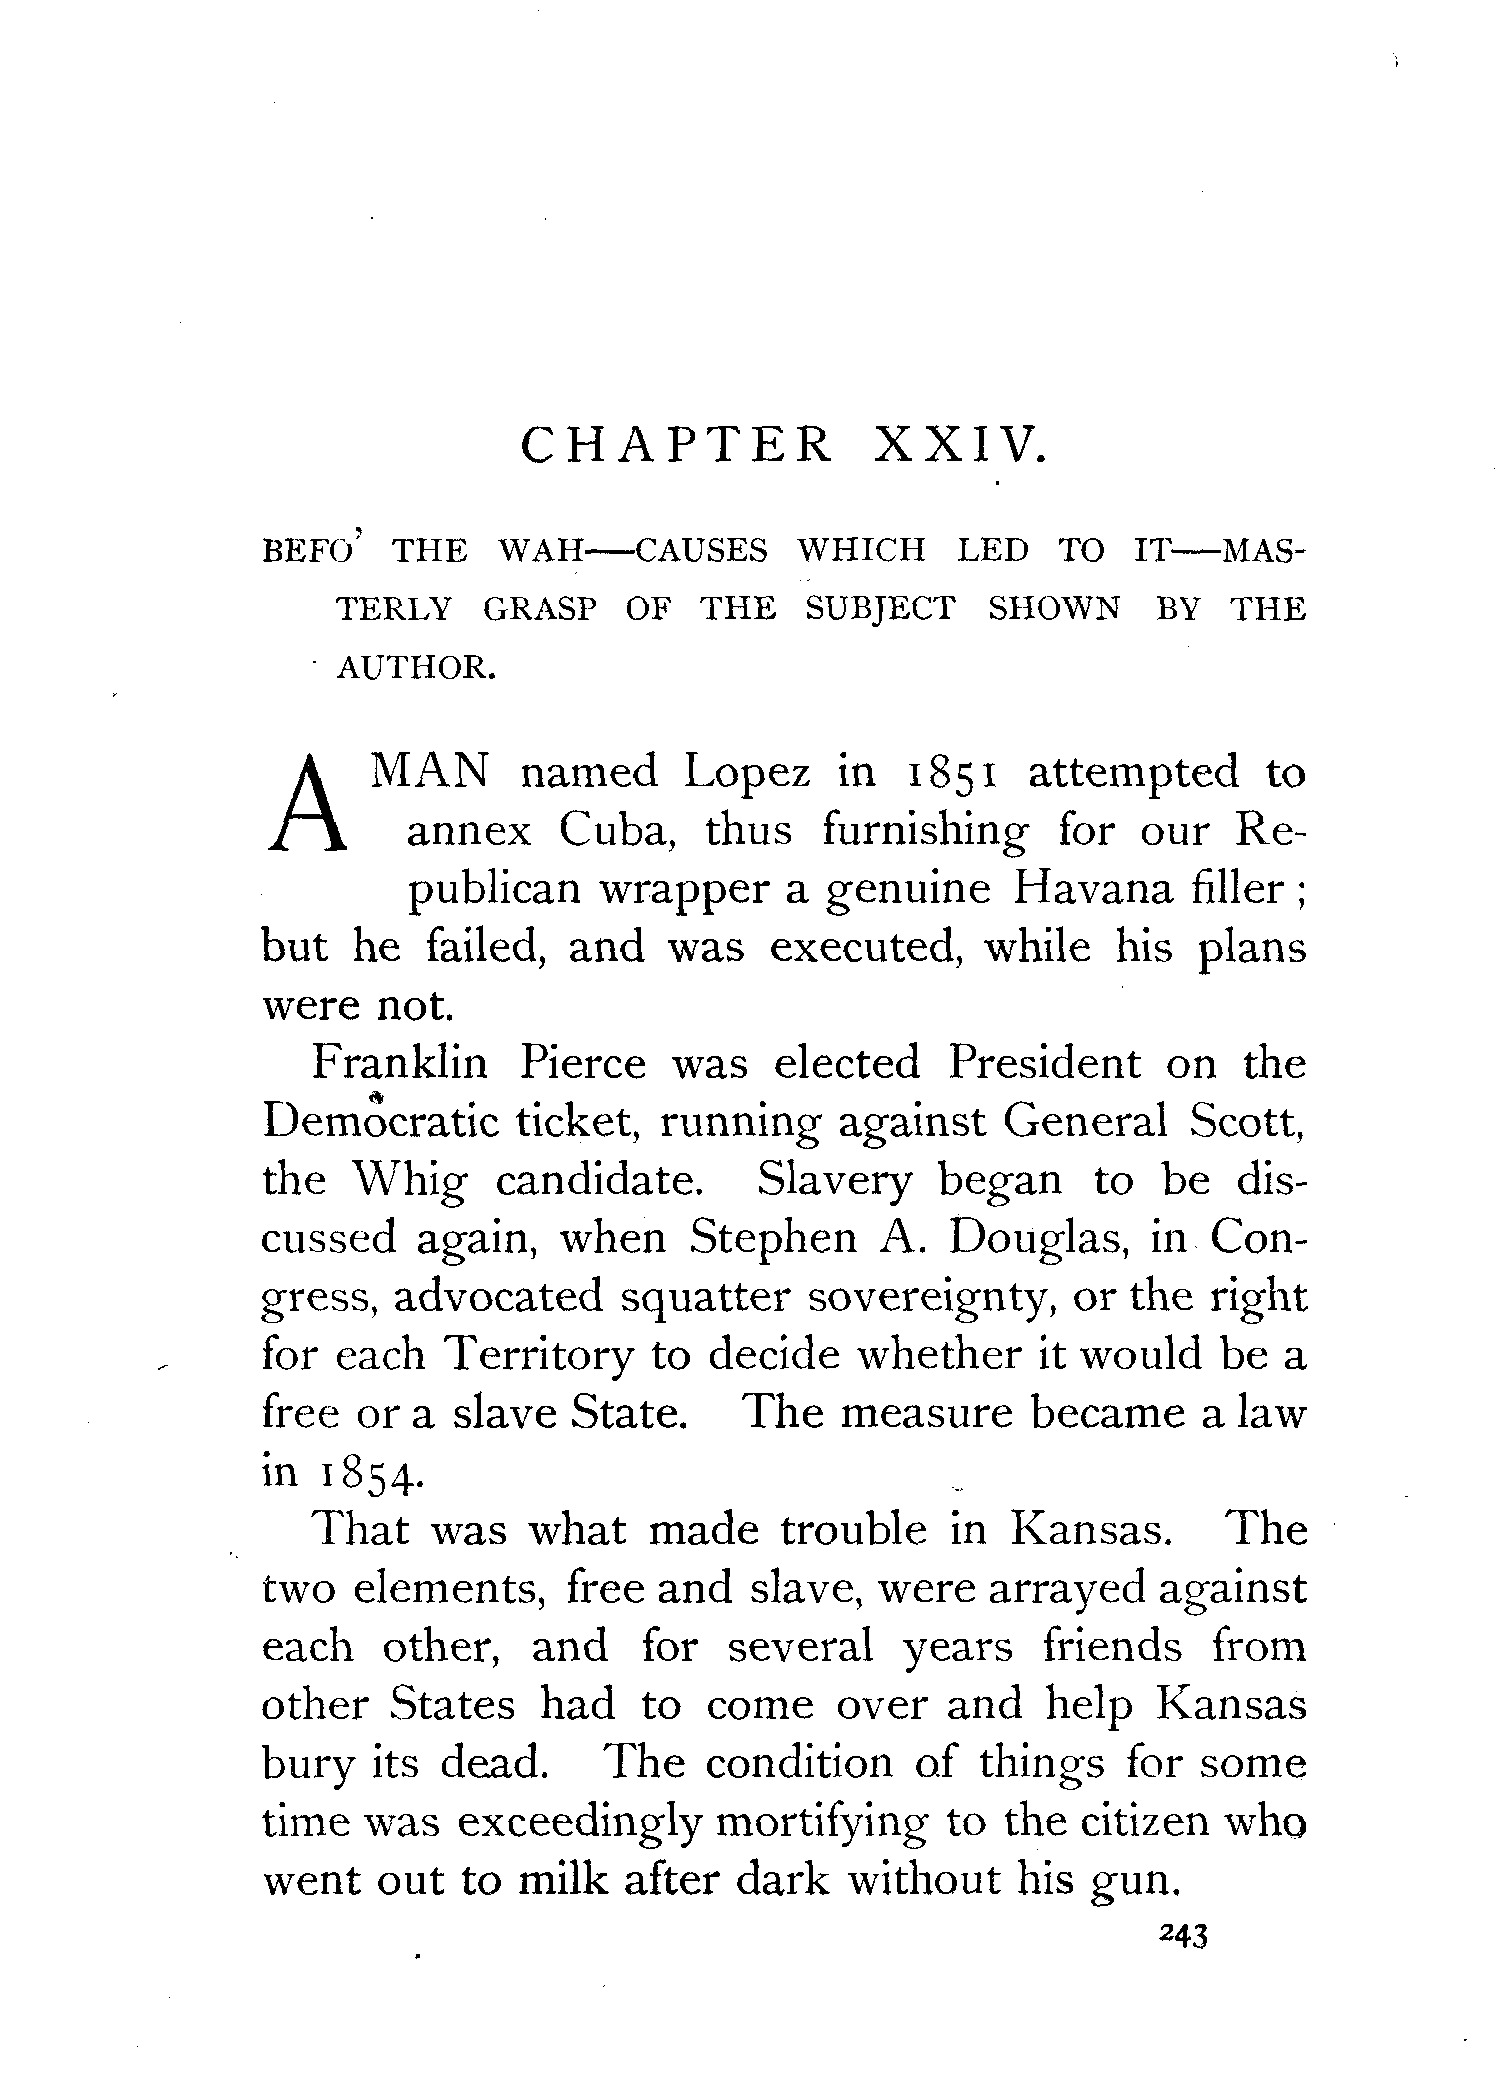 CHAPTER XXIV.
BEFO' THE WAH—CAUSES WHICH LED TO IT—MAS-
TERLY GRASP OF THE SUBJECT SHOWN BY THE
AUTHOR.
A MAN named Lopez in 1851 attempted to
annex Cuba, thus furnishing for our Re-
publican wrapper a genuine Havana filler ;
but he failed, and was executed, while his plans
were not.
Franklin Pierce was elected President on the
Democratic ticket, running against General Scott,
the Whig candidate. Slavery began to be dis-
cussed again, when Stephen A. Douglas, in Con-
gress, advocated squatter sovereignty, or the right
for each Territory to decide whether it would be a
free or a slave State. The measure became a law
in 1854.
That was what made trouble in Kansas. The
two elements, free and slave, were arrayed against
each other, and for several years friends from
other States had to come over and help Kansas
bury its dead. The condition of things for some
time was exceedingly mortifying to the citizen who
went out to milk after dark without his gun.
243